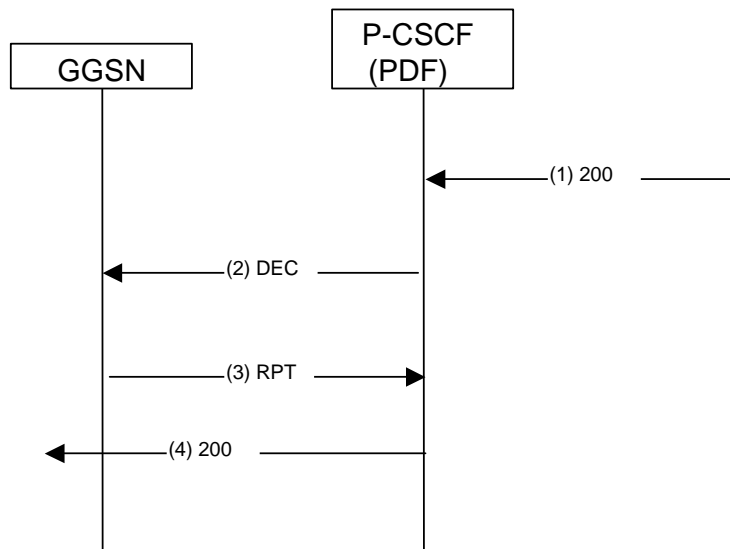 GGSN
P-CSCF
(PDF)
(1) 200
(2) DEC
(3) RPT
(4) 200